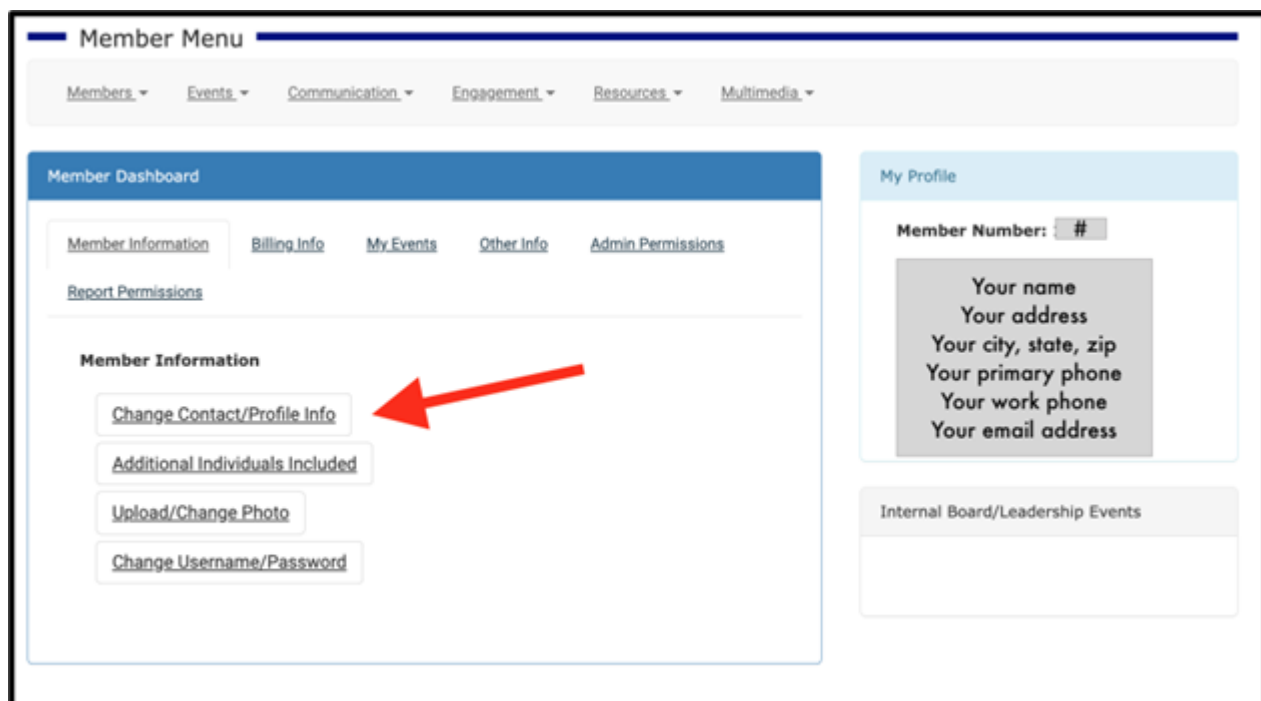 Member Menu
Members Events Communication Engagement Resources Multimedia
Member Dashboard
Member Information Billing Info My Events Other Info Admin Permissions
Report Permissions
Member Information
Change Contact/Profile Info
Additional Individuals Included
Upload/Change Photo
Change Username/Password
My Profile
Member Number: #
Your name
Your address
Your city, state, zip
Your primary phone
Your work phone
Your email address
Internal Board/Leadership Events